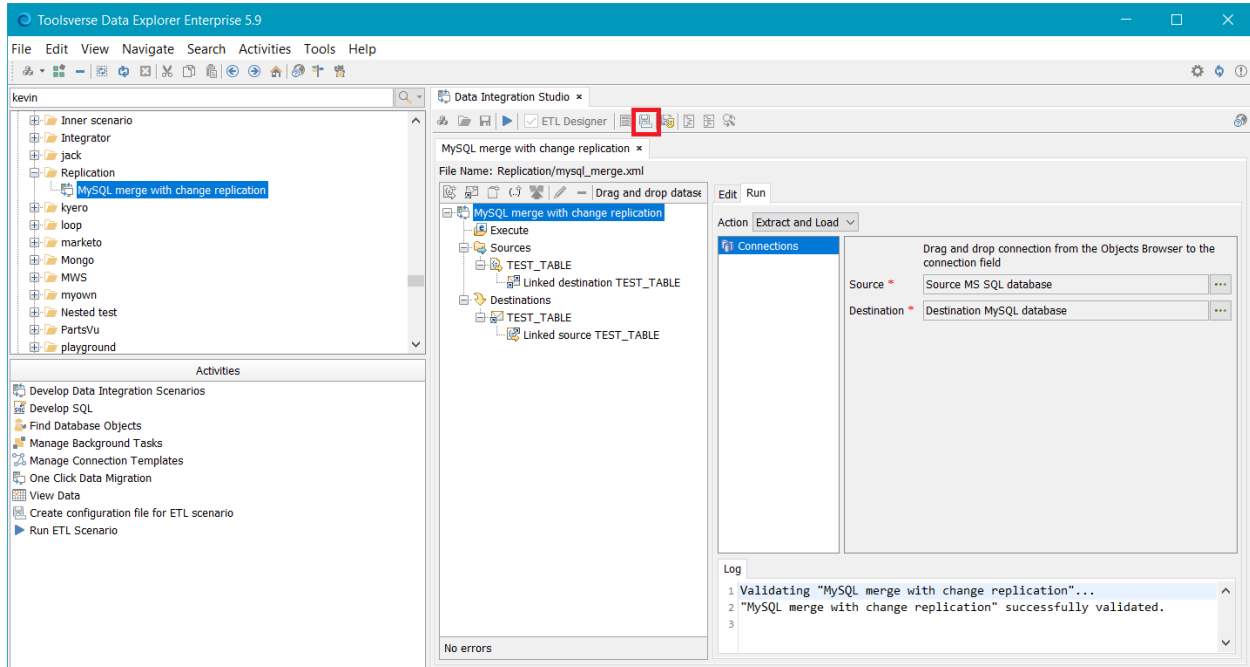 Toolsverse Data Explorer Enterprise 5.9
File Edit View Navigate Search Activities Tools Help
kevin
Inner scenario
Integrator
jack
Replication
MySQL merge with change replication
kyero
loop
marketo
Mongo
MWS
myown
Nested test
PartsVu
playground
Activities
Develop Data Integration Scenarios
Develop SQL
Find Database Objects
Manage Background Tasks
Manage Connection Templates
One Click Data Migration
View Data
Create configuration file for ETL scenario
Run ETL Scenario
Data Integration Studio
ETL Designer
MySQL merge with change replication
File Name: Replication/mysql_merge.xml
Drag and drop datase
MySQL merge with change replication
Execute
Sources
TEST_TABLE
Linked destination TEST_TABLE
Destinations
TEST_TABLE
Linked source TEST_TABLE
No errors
Edit Run
Action Extract and Load
Connections
Drag and drop connection from the Objects Browser to the
connection field
Source * Source MS SQL database
Destination * Destination MySQL database
Log
1 Validating "MySQL merge with change replication"...
2 "MySQL merge with change replication" successfully validated.
3